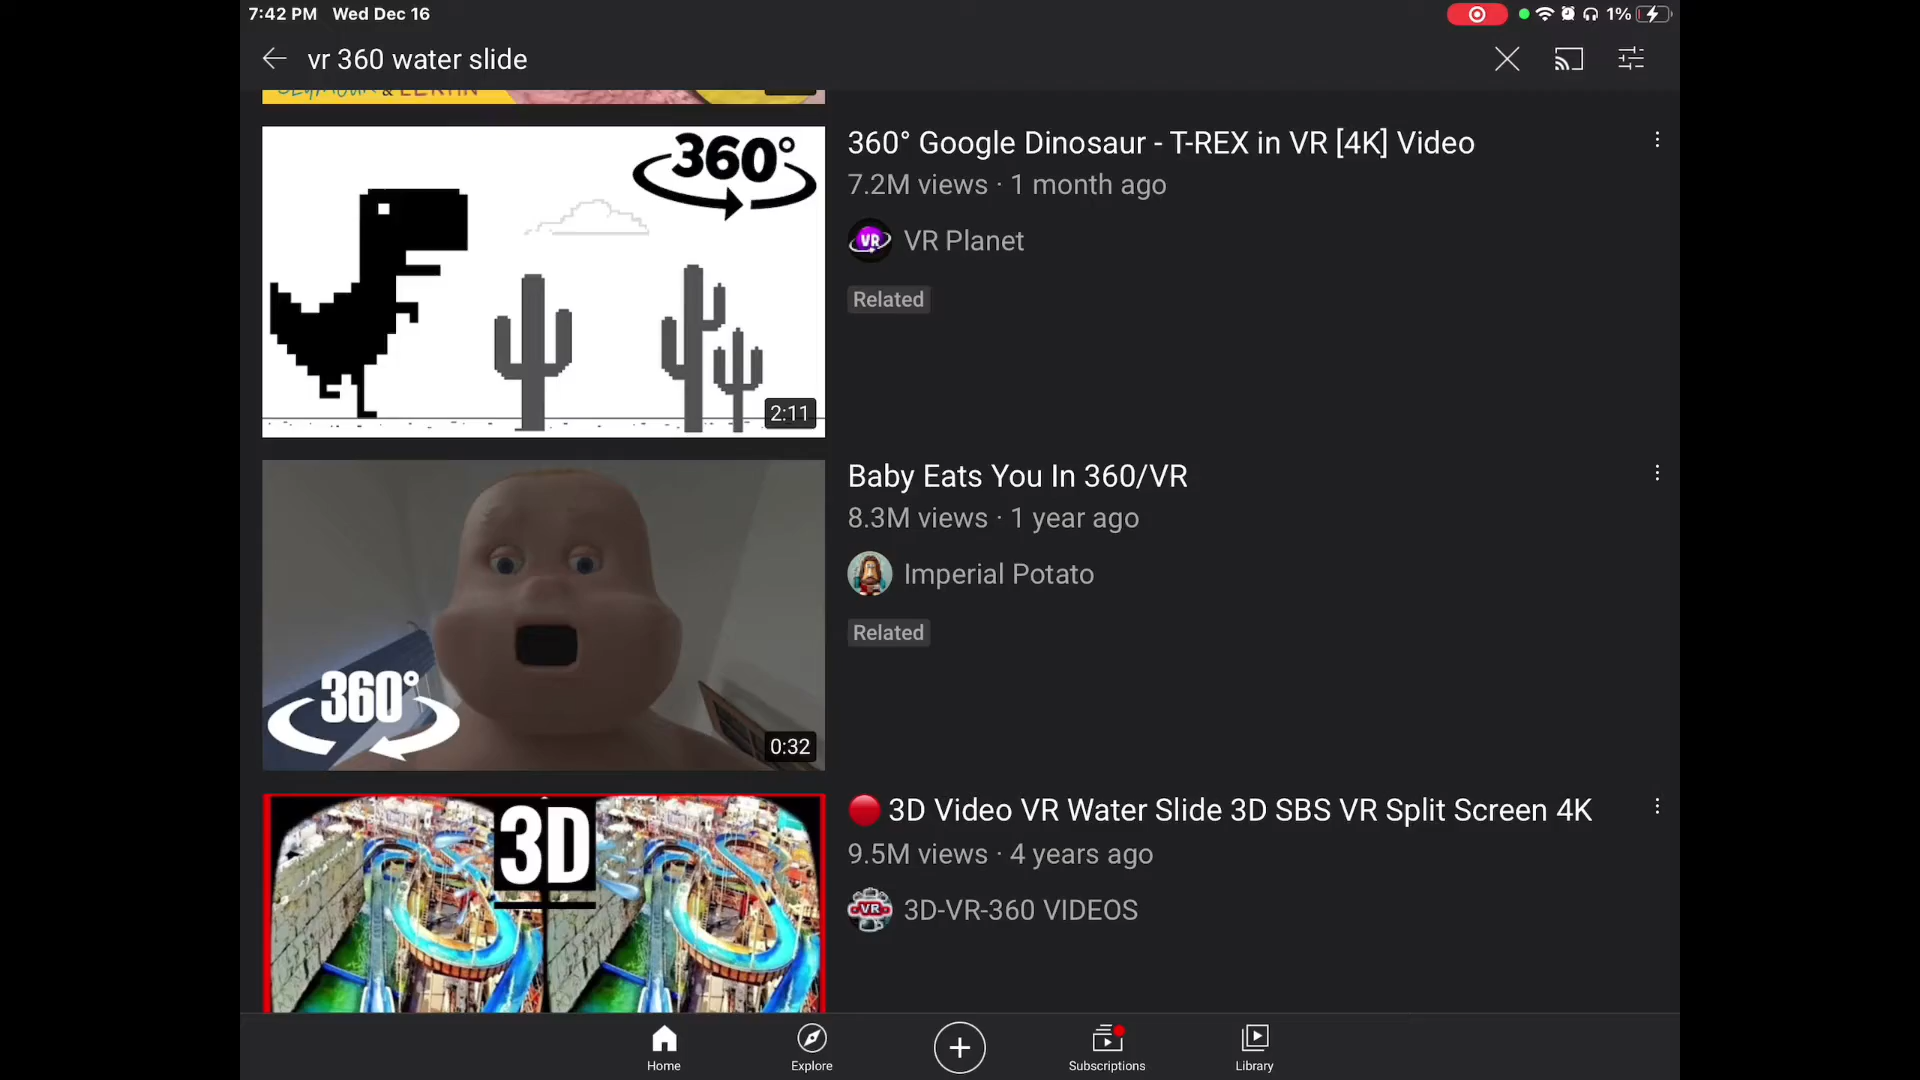 7:42 PM Wed Dec 16
1%
vr 360 water slide
360°
2:11
360° Google Dinosaur - T-REX in VR [4K] Video
7.2M views · 1 month ago
VR
VR Planet
Related
360°
0:32
Baby Eats You In 360/VR
8.3M views · 1 year ago
Imperial Potato
Related
3D
🔴 3D Video VR Water Slide 3D SBS VR Split Screen 4K
9.5M views · 4 years ago
VR
3D-VR-360 VIDEOS
Home
Explore
Subscriptions
Library